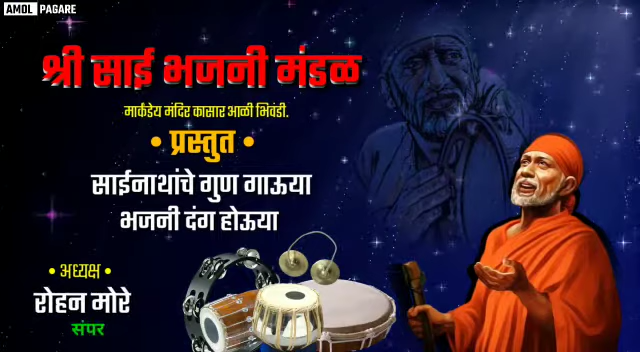 AMOL PAGARE
श्री साई भजनी मंडळ
मार्कंडेय मंदिर कासार आळी भिवंडी.
• प्रस्तुत •
साईनाथांचे गुण गाऊया
भजनी दंग होऊया
• अध्यक्ष •
रोहन मोरे
संपर